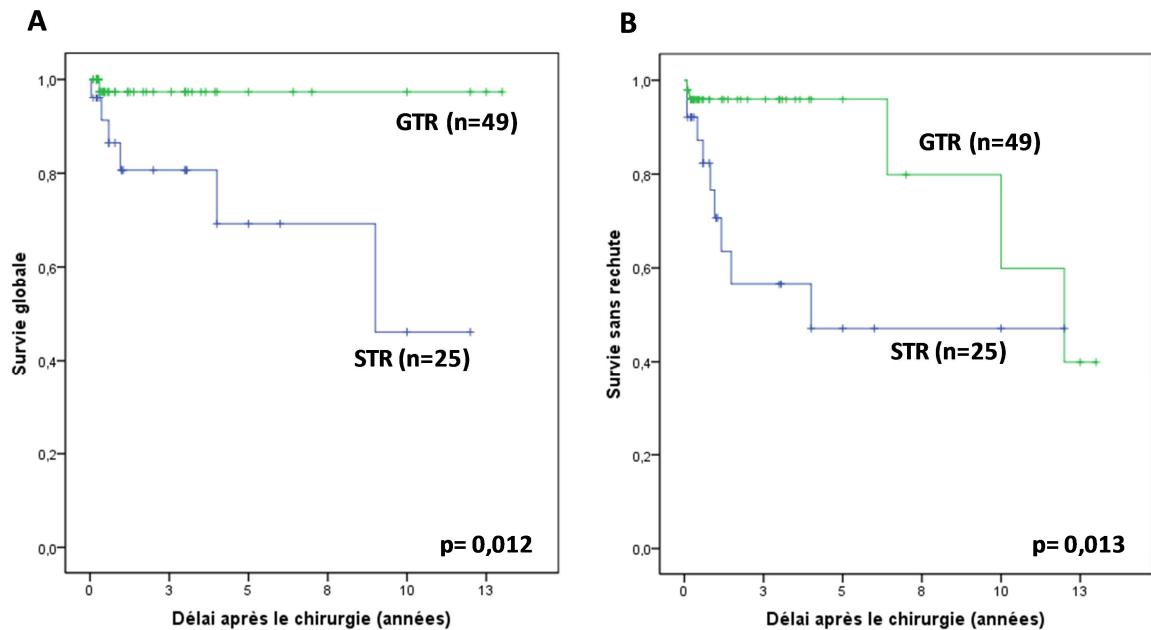 A
Survie globale
1,0
0,8
0,6
0,4
0,2
0,0
GTR (n=49)
STR (n=25)
p= 0,012
0 3 5 8 10 13
Délai après le chirurgie (années)
B
Survie sans rechute
1,0
0,8
0,6
0,4
0,2
0,0
GTR (n=49)
STR (n=25)
p= 0,013
0 3 5 8 10 13
Délai après le chirurgie (années)